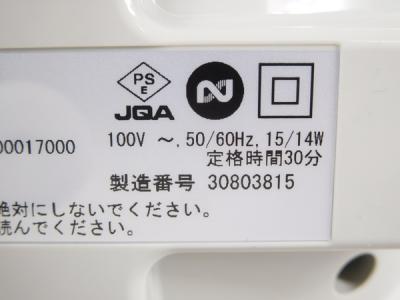 PS
E
JQA
00017000
100V ～, 50/60Hz, 15/14W
定格時間30分
製造番号 30803815
絶対にしないでください。
読んでください。